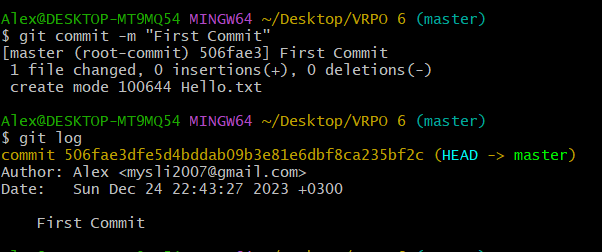 Alex@DESKTOP-MT9MQ54 MINGW64 ~/Desktop/VRPO 6 (master)
$ git commit -m "First Commit"
[master (root-commit) 506fae3] First Commit
 1 file changed, 0 insertions(+), 0 deletions(-)
 create mode 100644 Hello.txt
Alex@DESKTOP-MT9MQ54 MINGW64 ~/Desktop/VRPO 6 (master)
$ git log
commit 506fae3dfe5d4bddab09b3e81e6dbf8ca235bf2c (HEAD -> master)
Author: Alex <mysli2007@gmail.com>
Date:   Sun Dec 24 22:43:27 2023 +0300
    First Commit